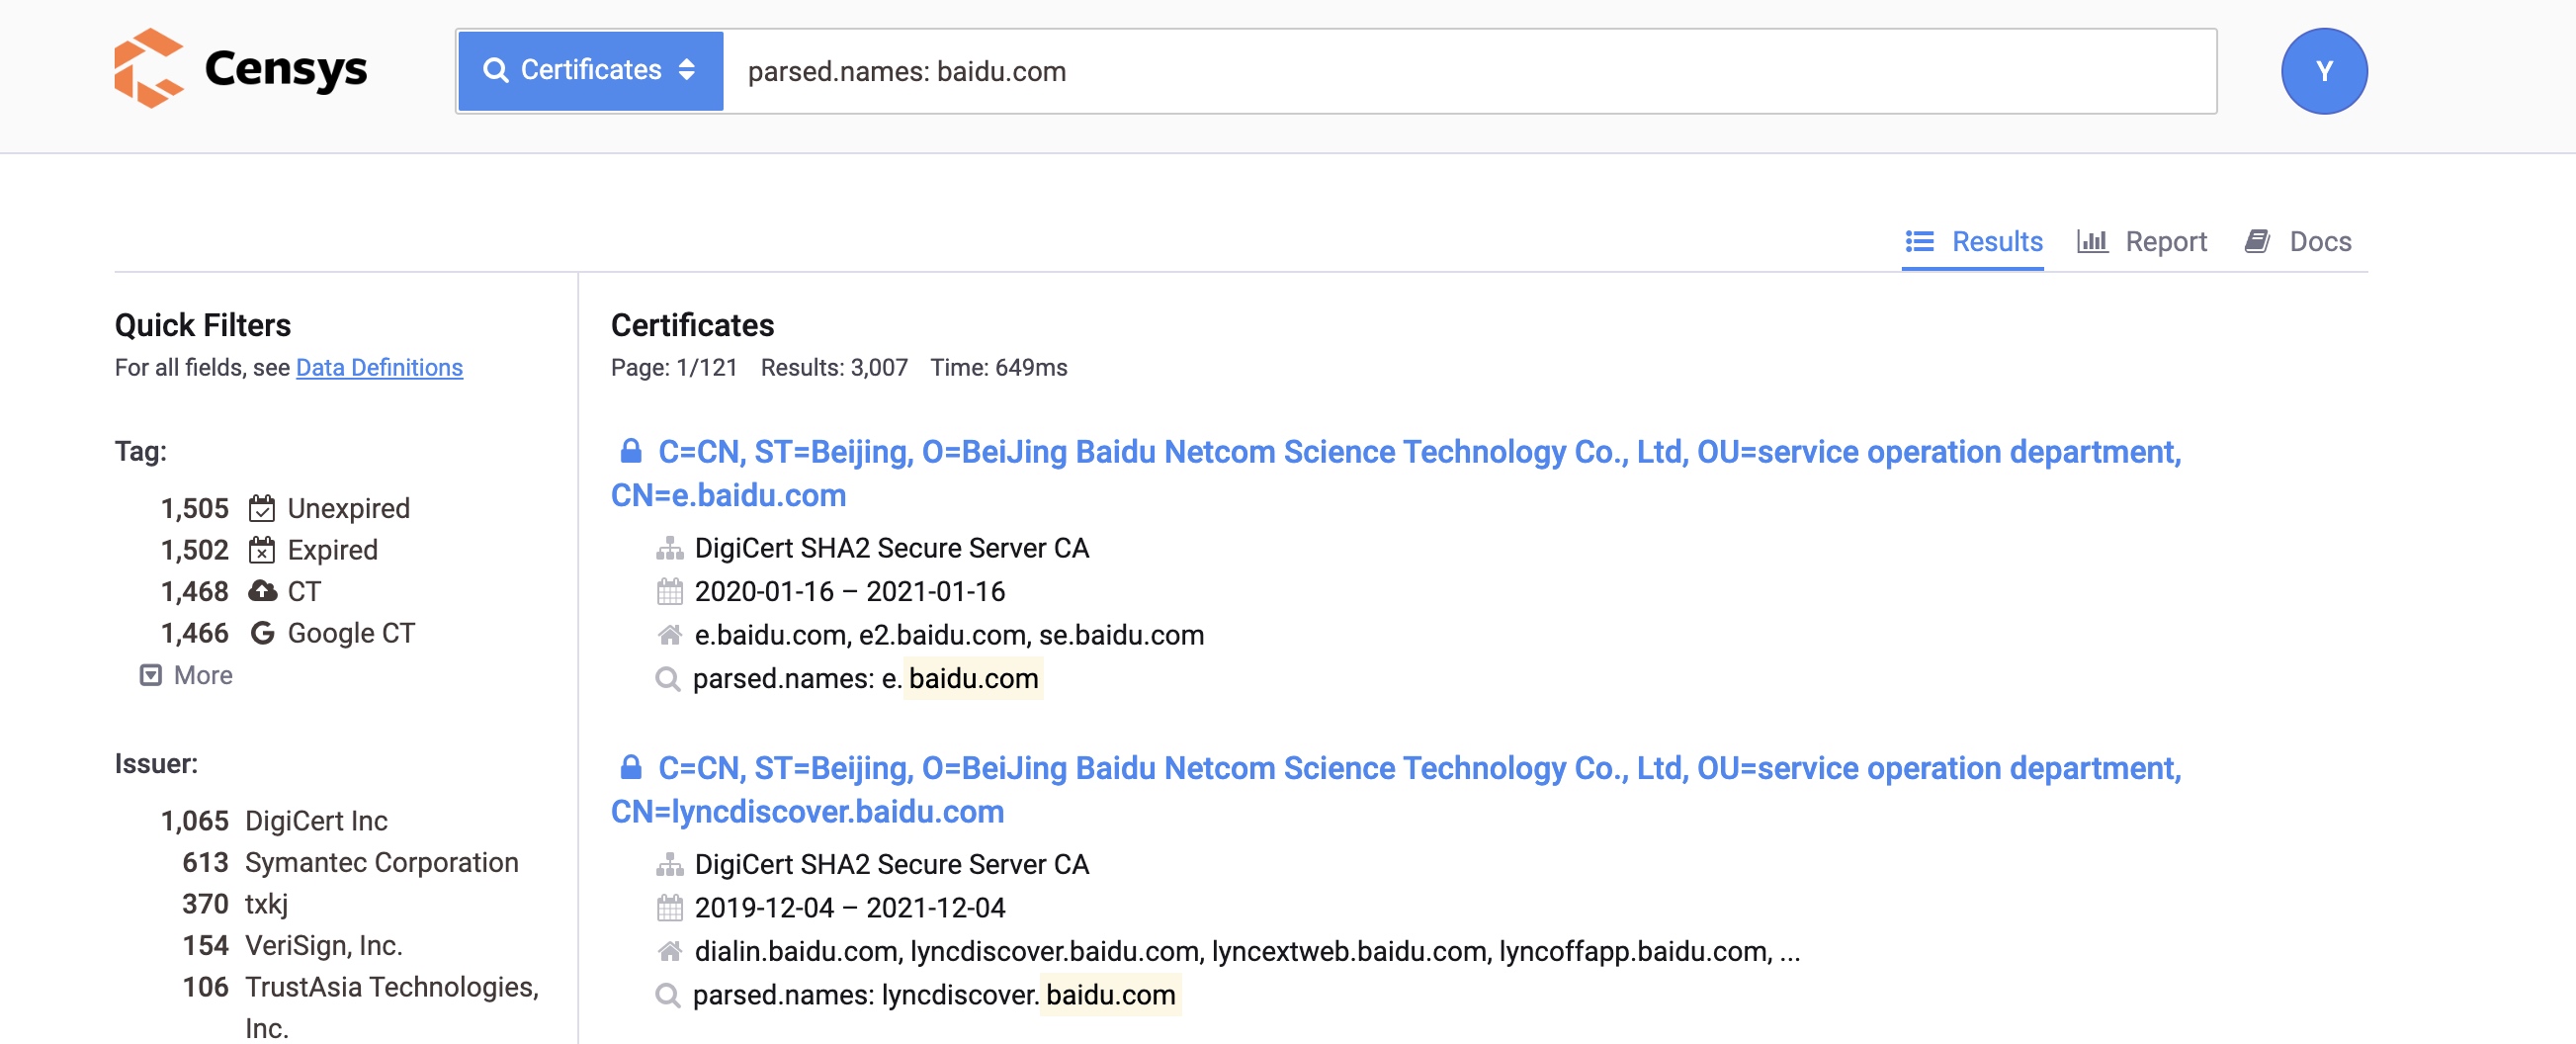 Censys
Certificates
parsed.names: baidu.com
Y
Results
Report
Docs
Quick Filters
For all fields, see Data Definitions
Tag:
1,505 Unexpired
1,502 Expired
1,468 CT
1,466 Google CT
More
Issuer:
1,065 DigiCert Inc
613 Symantec Corporation
370 txkj
154 VeriSign, Inc.
106 TrustAsia Technologies,
Inc.
Certificates
Page: 1/121 Results: 3,007 Time: 649ms
C=CN, ST=Beijing, O=BeiJing Baidu Netcom Science Technology Co., Ltd, OU=service operation department,
CN=e.baidu.com
DigiCert SHA2 Secure Server CA
2020-01-16 – 2021-01-16
e.baidu.com, e2.baidu.com, se.baidu.com
parsed.names: e.baidu.com
C=CN, ST=Beijing, O=BeiJing Baidu Netcom Science Technology Co., Ltd, OU=service operation department,
CN=lyncdiscover.baidu.com
DigiCert SHA2 Secure Server CA
2019-12-04 – 2021-12-04
dialin.baidu.com, lyncdiscover.baidu.com, lyncextweb.baidu.com, lyncoffapp.baidu.com, ...
parsed.names: lyncdiscover.baidu.com